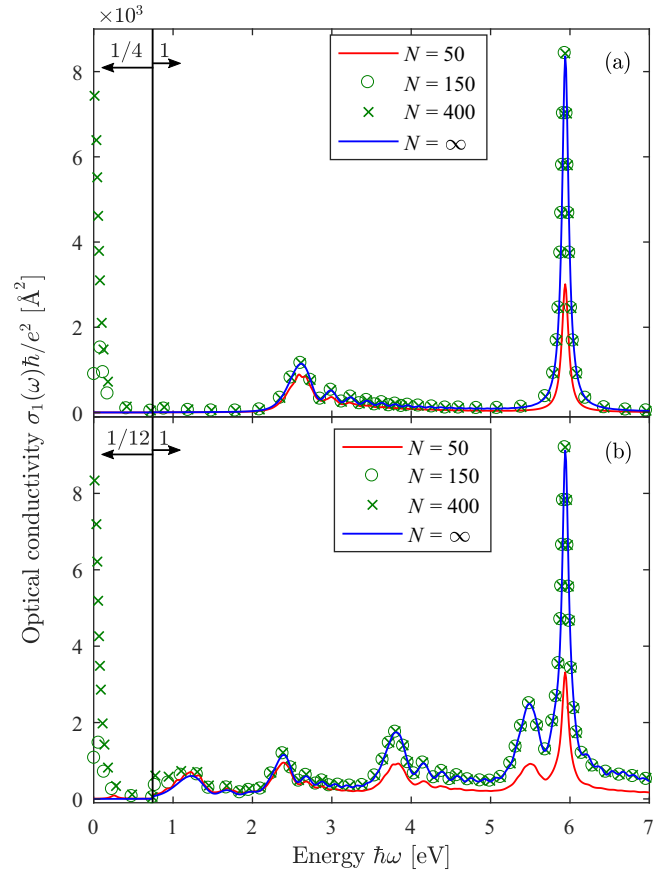 ×10³
1/4 1
(a)
N = 50
N = 150
N = 400
N = ∞
8
6
4
2
0
Optical conductivity σ₁(ω)ℏ/e² [Å²]
1/12 1
(b)
N = 50
N = 150
N = 400
N = ∞
8
6
4
2
0
0 1 2 3 4 5 6 7
Energy ℏω [eV]